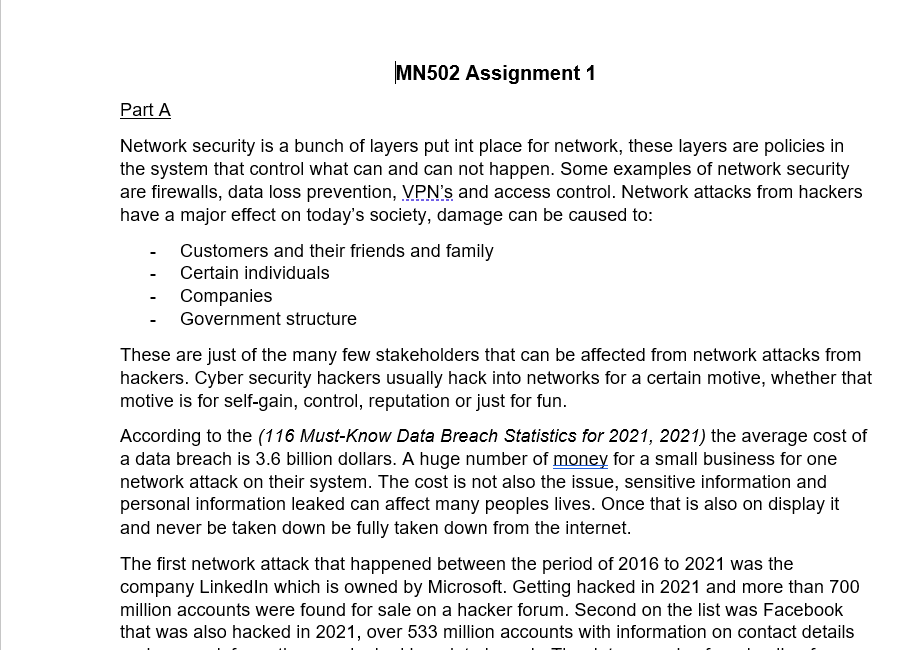 MN502 Assignment 1
Part A
Network security is a bunch of layers put int place for network, these layers are policies in
the system that control what can and can not happen. Some examples of network security
are firewalls, data loss prevention, VPN’s and access control. Network attacks from hackers
have a major effect on today’s society, damage can be caused to:
- Customers and their friends and family
- Certain individuals
- Companies
- Government structure
These are just of the many few stakeholders that can be affected from network attacks from
hackers. Cyber security hackers usually hack into networks for a certain motive, whether that
motive is for self-gain, control, reputation or just for fun.
According to the (116 Must-Know Data Breach Statistics for 2021, 2021) the average cost of
a data breach is 3.6 billion dollars. A huge number of money for a small business for one
network attack on their system. The cost is not also the issue, sensitive information and
personal information leaked can affect many peoples lives. Once that is also on display it
and never be taken down be fully taken down from the internet.
The first network attack that happened between the period of 2016 to 2021 was the
company LinkedIn which is owned by Microsoft. Getting hacked in 2021 and more than 700
million accounts were found for sale on a hacker forum. Second on the list was Facebook
that was also hacked in 2021, over 533 million accounts with information on contact details